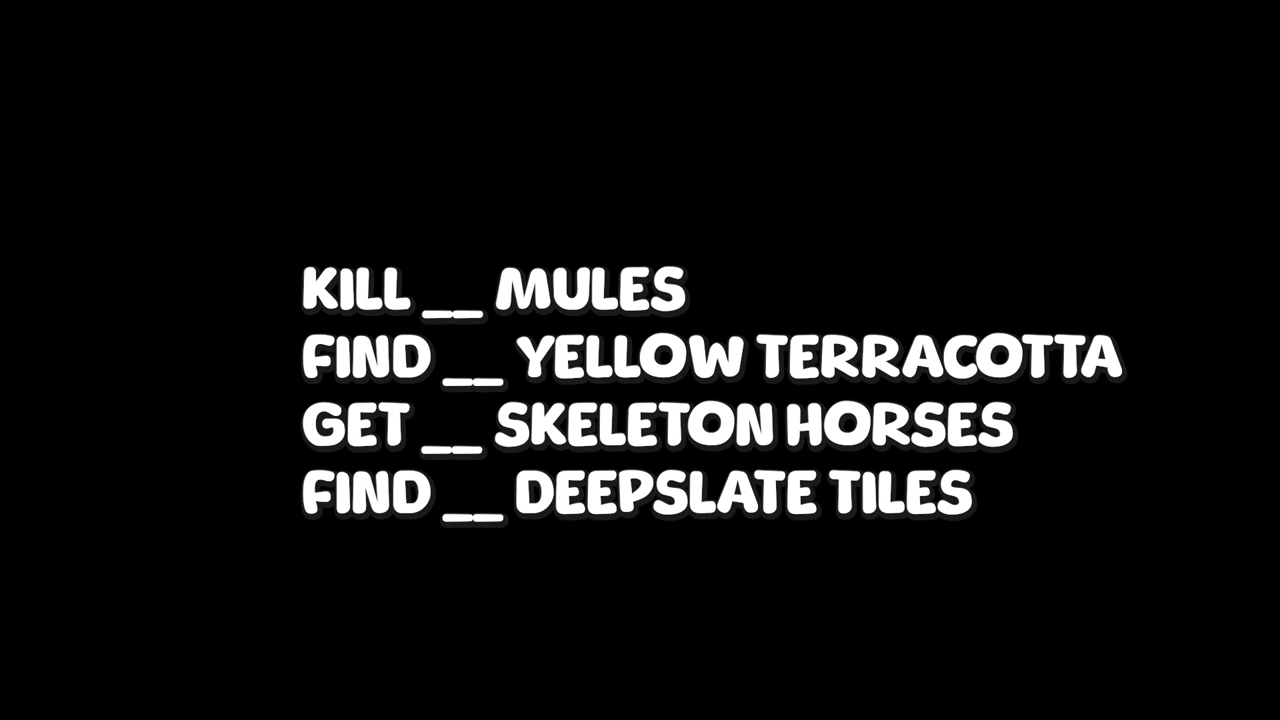 KILL __ MULES
FIND __ YELLOW TERRACOTTA
GET __ SKELETON HORSES
FIND __ DEEPSLATE TILES